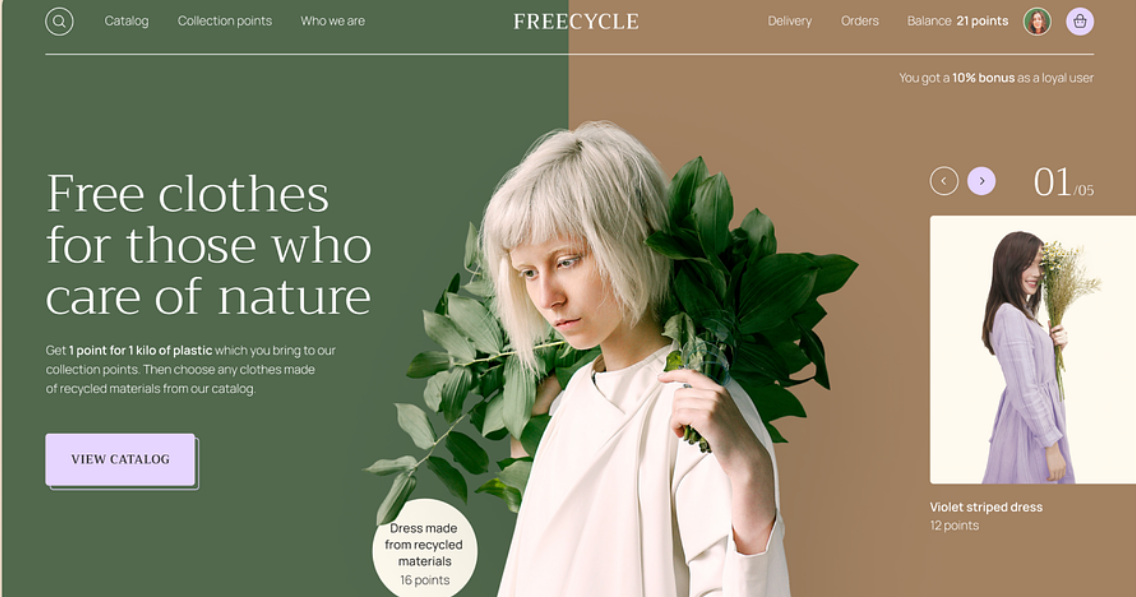 Catalog
Collection points
Who we are
FREECYCLE
Delivery
Orders
Balance 21 points
You got a 10% bonus as a loyal user
Free clothes
for those who
care of nature
Get 1 point for 1 kilo of plastic which you bring to our
collection points. Then choose any clothes made
of recycled materials from our catalog.
VIEW CATALOG
Dress made
from recycled
materials
16 points
01/05
Violet striped dress
12 points